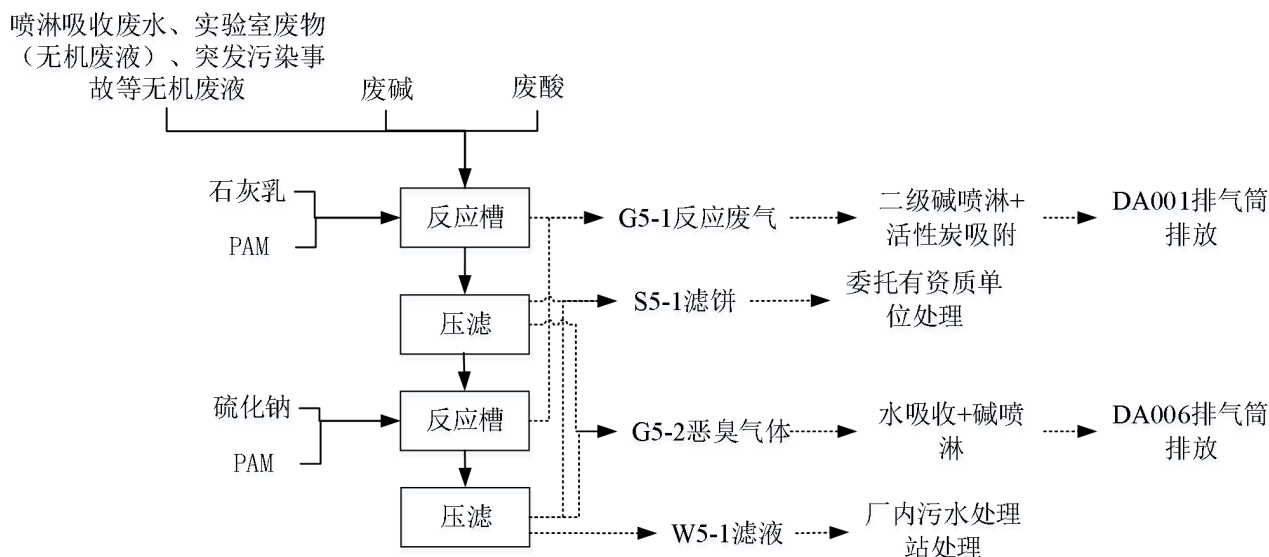 喷淋吸收废水、实验室废物
（无机废液）、突发污染事
故等无机废液
废碱
废酸
石灰乳
PAM
反应槽
G5-1反应废气
二级碱喷淋+
活性炭吸附
DA001排气筒
排放
压滤
S5-1滤饼
委托有资质单
位处理
硫化钠
PAM
反应槽
G5-2恶臭气体
水吸收+碱喷
淋
DA006排气筒
排放
压滤
W5-1滤液
厂内污水处理
站处理